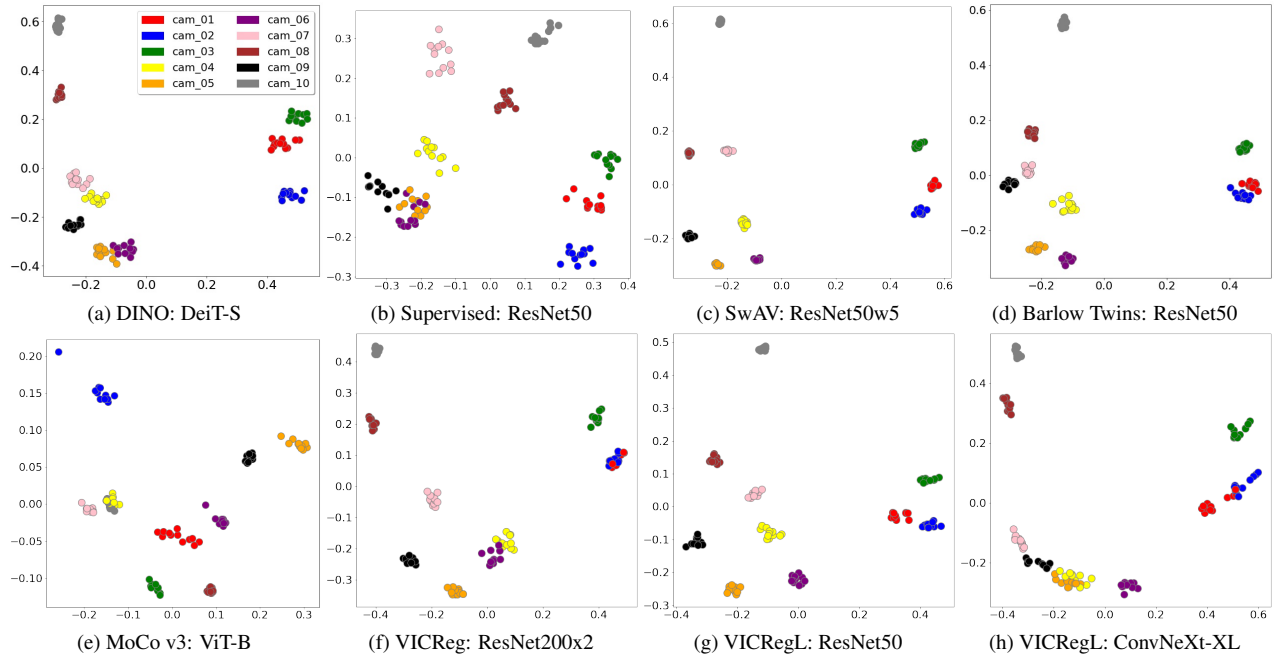 cam_01 cam_06
cam_02 cam_07
cam_03 cam_08
cam_04 cam_09
cam_05 cam_10
0.6
0.4
0.2
0.0
−0.2
−0.4
−0.2 0.0 0.2 0.4
(a) DINO: DeiT-S
0.3
0.2
0.1
0.0
−0.1
−0.2
−0.3
−0.4 −0.3 −0.2 −0.1 0.0 0.1 0.2 0.3 0.4
(b) Supervised: ResNet50
0.6
0.4
0.2
0.0
−0.2
−0.2 0.0 0.2 0.4 0.6
(c) SwAV: ResNet50w5
0.6
0.4
0.2
0.0
−0.2
−0.2 0.0 0.2 0.4 0.6
(d) Barlow Twins: ResNet50
0.20
0.15
0.10
0.05
0.00
−0.05
−0.10
−0.2 −0.1 0.0 0.1 0.2 0.3
(e) MoCo v3: ViT-B
0.4
0.3
0.2
0.1
0.0
−0.1
−0.2
−0.3
−0.4 −0.2 0.0 0.2 0.4
(f) VICReg: ResNet200x2
0.5
0.4
0.3
0.2
0.1
0.0
−0.1
−0.2
−0.3
−0.4 −0.2 0.0 0.2 0.4
(g) VICRegL: ResNet50
0.4
0.2
0.0
−0.2
−0.4 −0.2 0.0 0.2 0.4 0.6
(h) VICRegL: ConvNeXt-XL